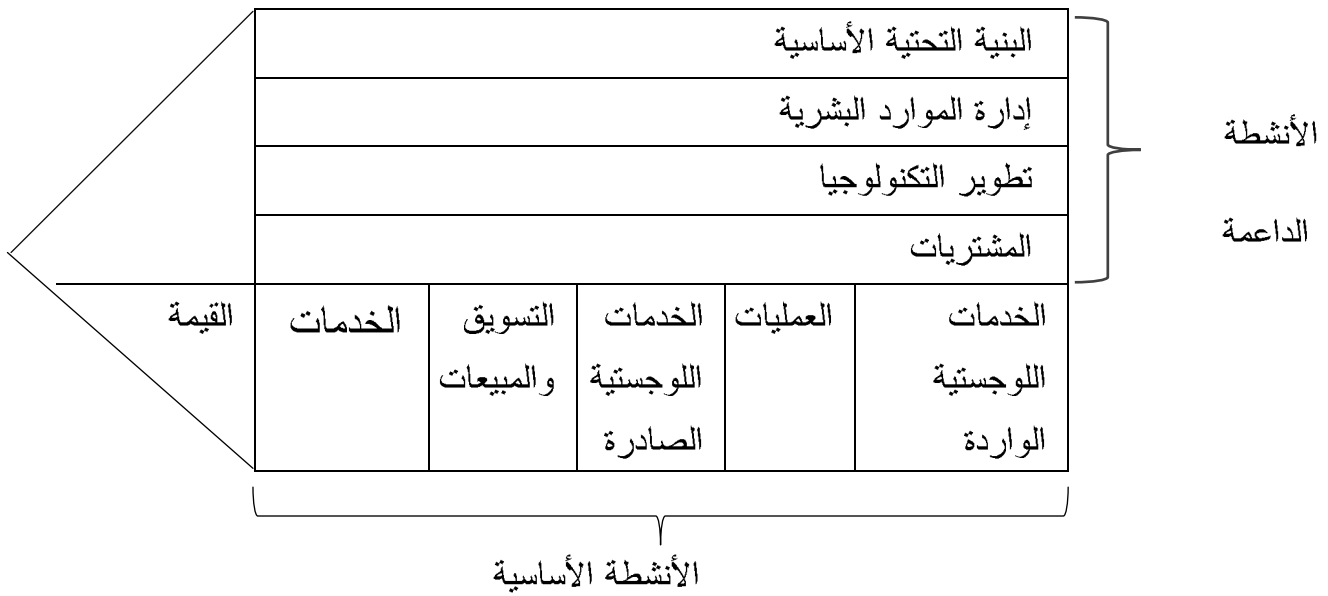 البنية التحتية الأساسية
إدارة الموارد البشرية
تطوير التكنولوجيا
المشتريات
الأنشطة
الداعمة
الخدمات
اللوجستية
الواردة
العمليات
الخدمات
اللوجستية
الصادرة
التسويق
والمبيعات
الخدمات
القيمة
الأنشطة الأساسية